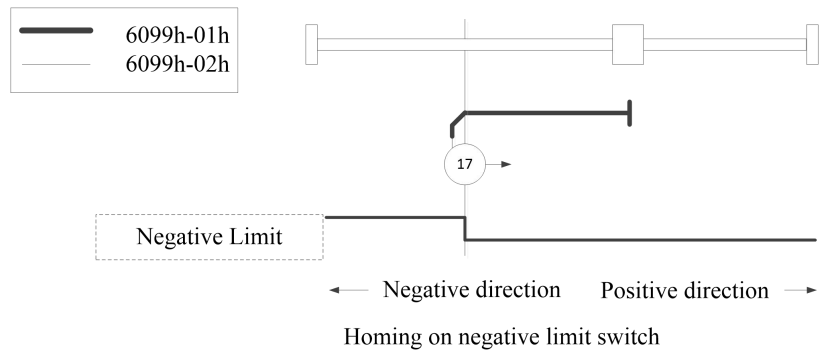 6099h-01h
6099h-02h
17
Negative Limit
Negative direction
Positive direction
Homing on negative limit switch